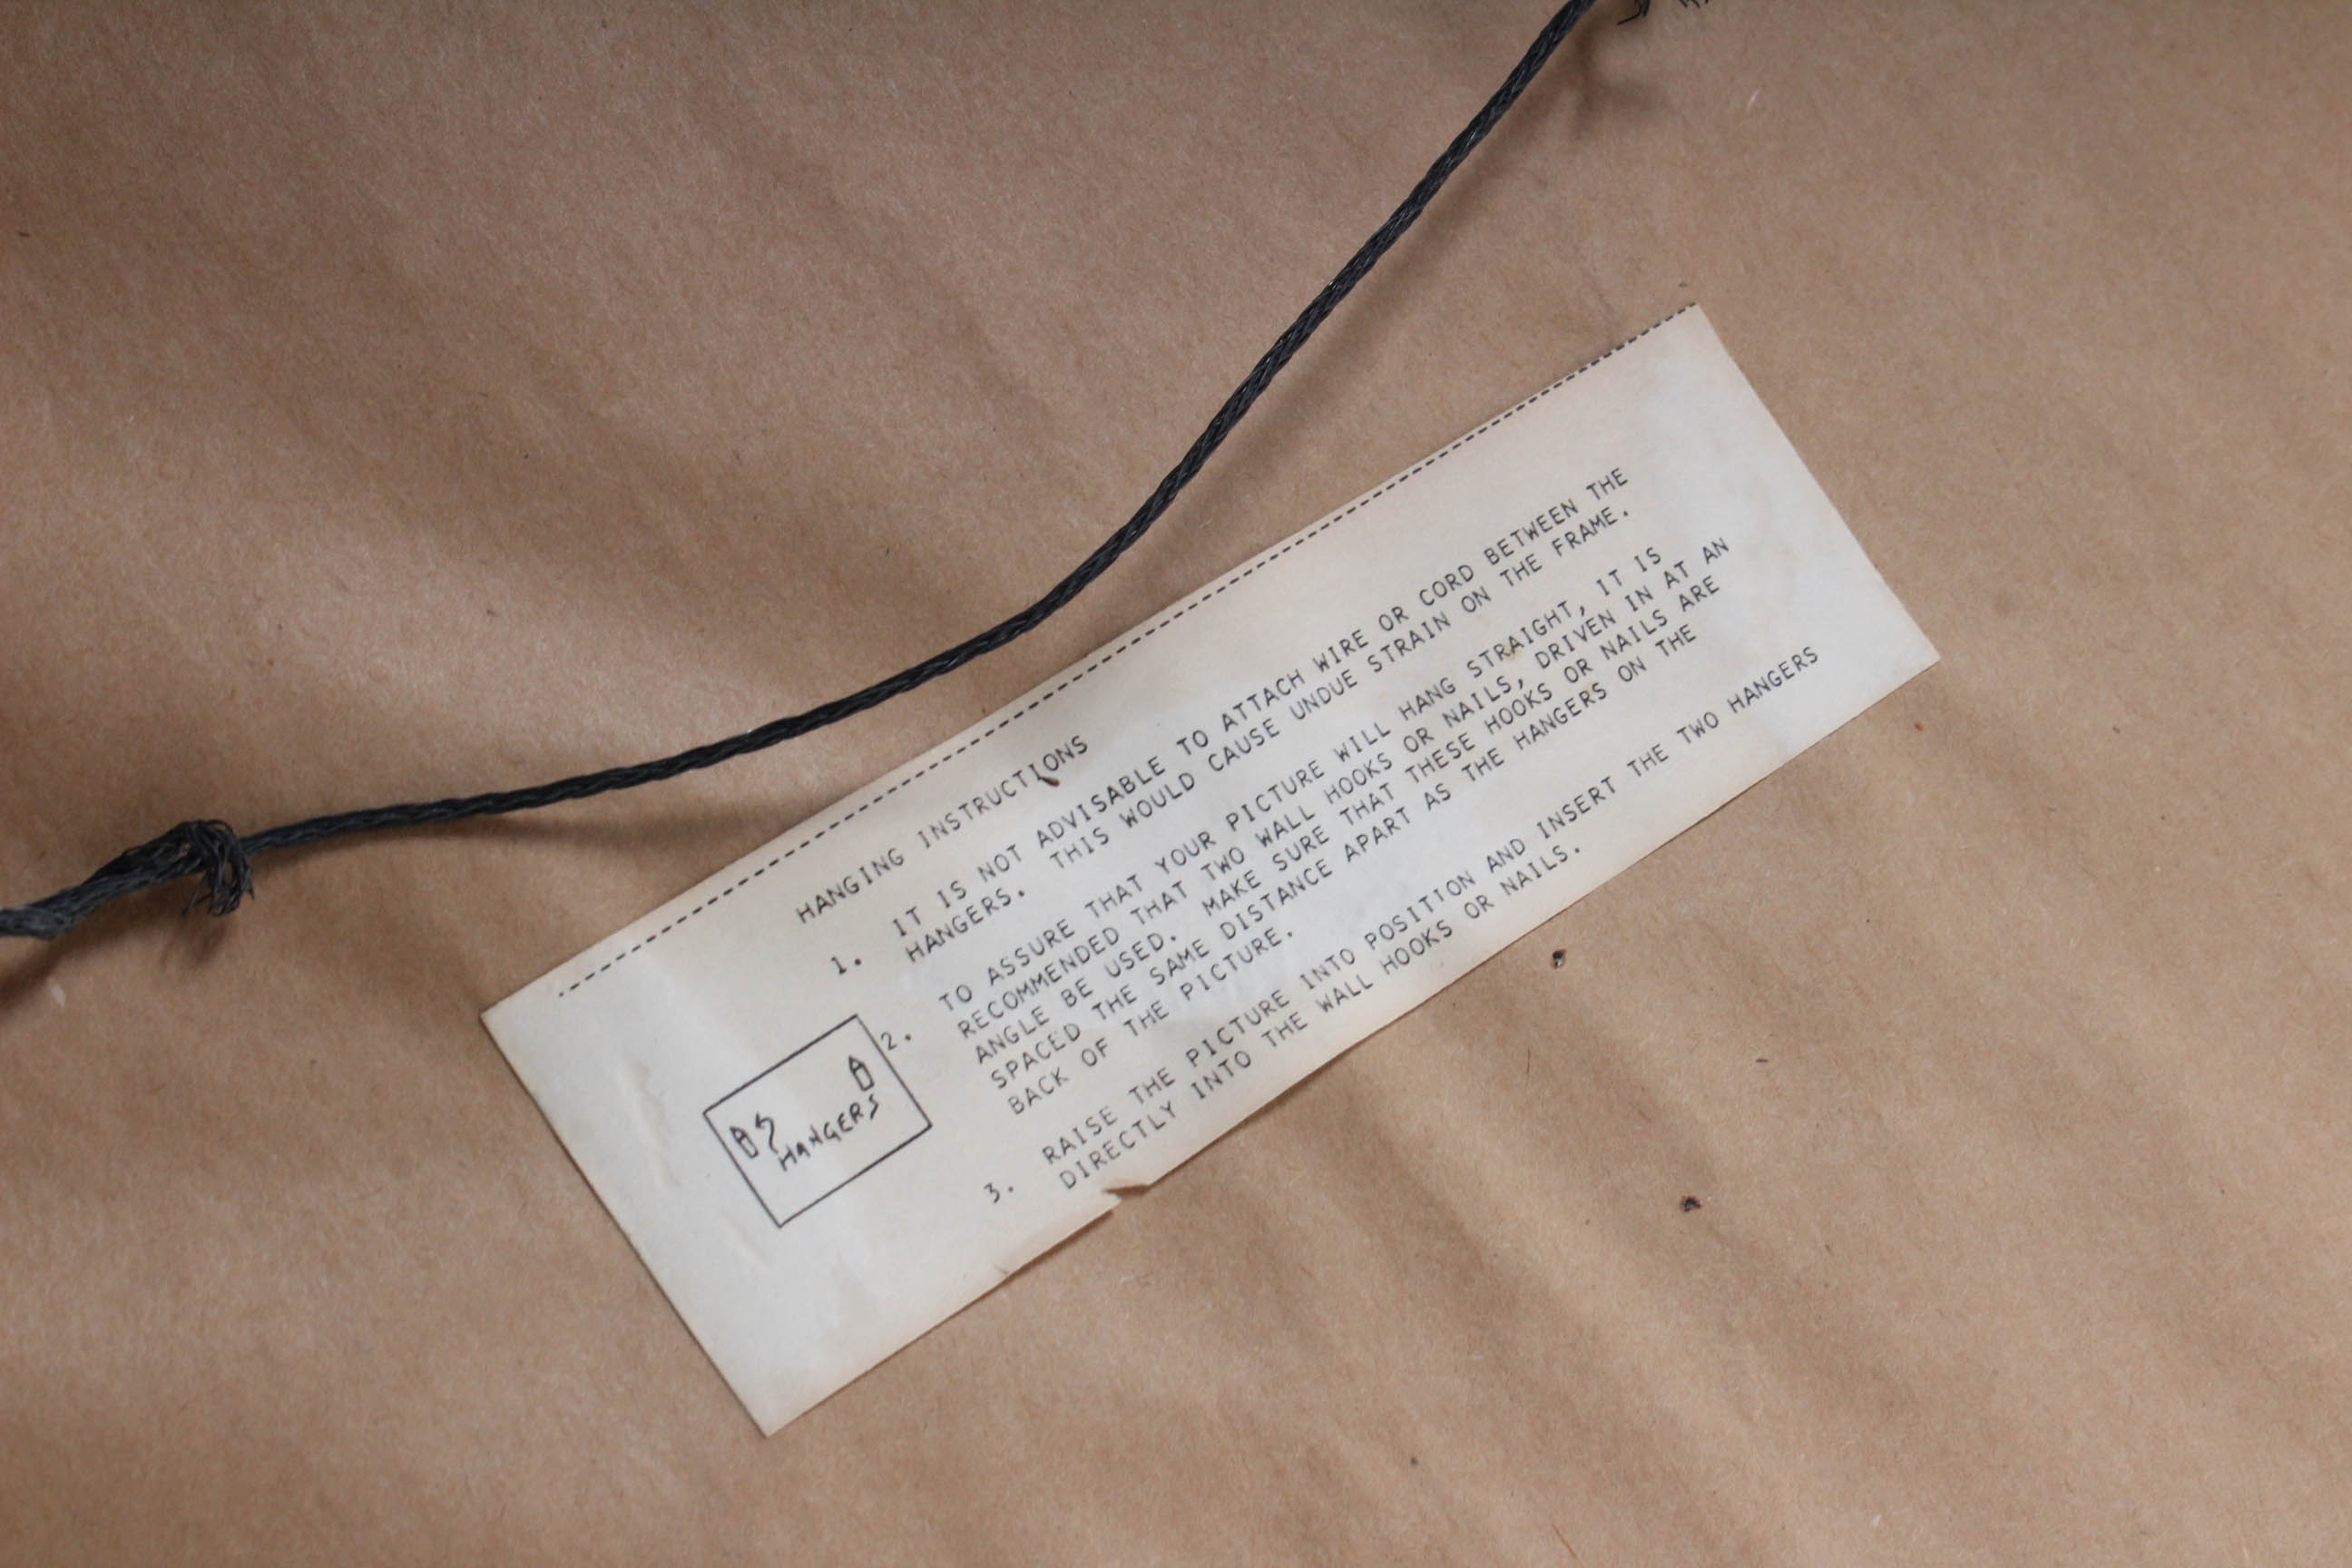 HANGING INSTRUCTIONS
1. IT IS NOT ADVISABLE TO ATTACH WIRE OR CORD BETWEEN THE
HANGERS. THIS WOULD CAUSE UNDUE STRAIN ON THE FRAME.
2. TO ASSURE THAT YOUR PICTURE WILL HANG STRAIGHT, IT IS
RECOMMENDED THAT TWO WALL HOOKS OR NAILS, DRIVEN IN AT AN
ANGLE BE USED. MAKE SURE THAT THESE HOOKS OR NAILS ARE
SPACED THE SAME DISTANCE APART AS THE HANGERS ON THE
BACK OF THE PICTURE.
HANGERS
3. RAISE THE PICTURE INTO POSITION AND INSERT THE TWO HANGERS
DIRECTLY INTO THE WALL HOOKS OR NAILS.